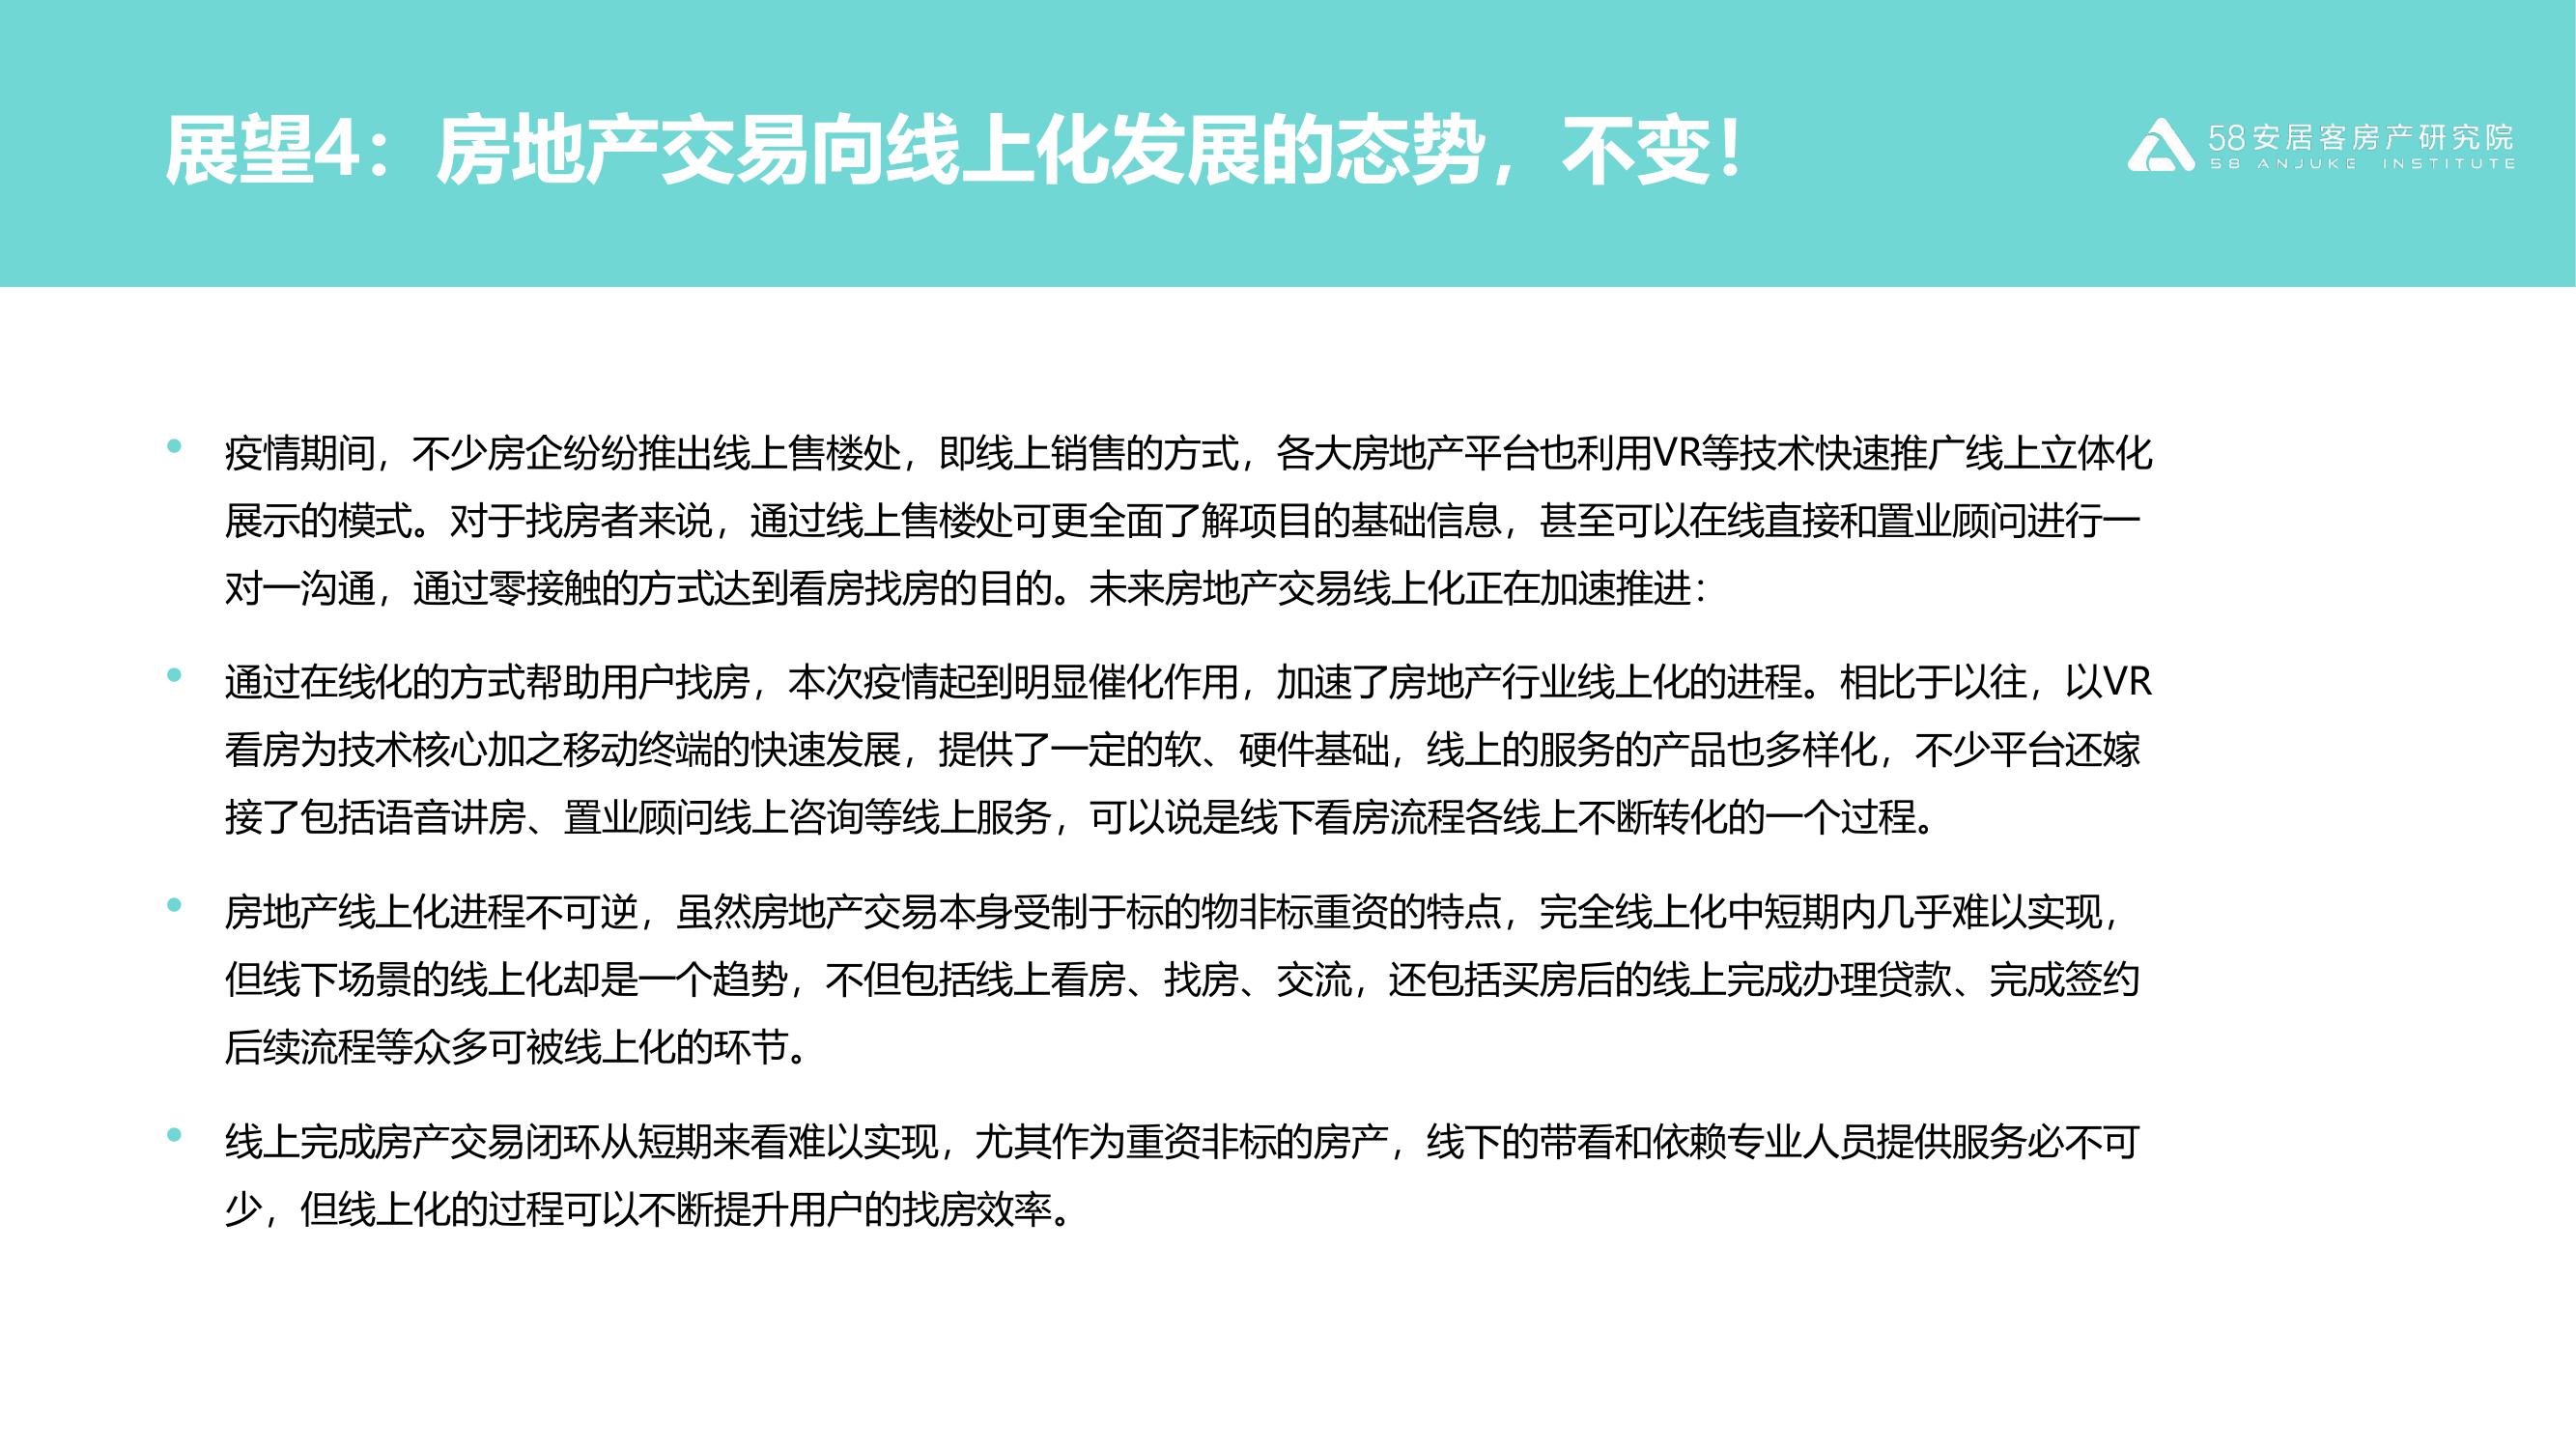 展望4：房地产交易向线上化发展的态势，不变！
58安居客房产研究院
58 ANJUKE INSTITUTE
• 疫情期间，不少房企纷纷推出线上售楼处，即线上销售的方式，各大房地产平台也利用VR等技术快速推广线上立体化
展示的模式。对于找房者来说，通过线上售楼处可更全面了解项目的基础信息，甚至可以在线直接和置业顾问进行一
对一沟通，通过零接触的方式达到看房找房的目的。未来房地产交易线上化正在加速推进：
• 通过在线化的方式帮助用户找房，本次疫情起到明显催化作用，加速了房地产行业线上化的进程。相比于以往，以VR
看房为技术核心加之移动终端的快速发展，提供了一定的软、硬件基础，线上的服务的产品也多样化，不少平台还嫁
接了包括语音讲房、置业顾问线上咨询等线上服务，可以说是线下看房流程各线上不断转化的一个过程。
• 房地产线上化进程不可逆，虽然房地产交易本身受制于标的物非标重资的特点，完全线上化中短期内几乎难以实现，
但线下场景的线上化却是一个趋势，不但包括线上看房、找房、交流，还包括买房后的线上完成办理贷款、完成签约
后续流程等众多可被线上化的环节。
• 线上完成房产交易闭环从短期来看难以实现，尤其作为重资非标的房产，线下的带看和依赖专业人员提供服务必不可
少，但线上化的过程可以不断提升用户的找房效率。